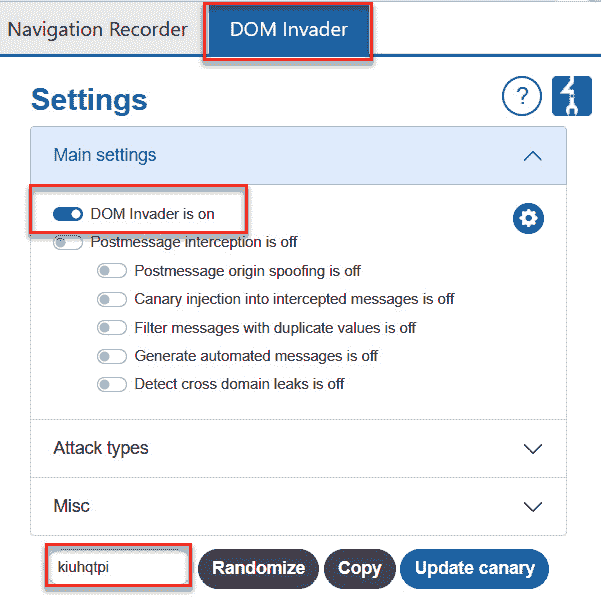 Navigation Recorder DOM Invader
Settings ?
Main settings
DOM Invader is on
Postmessage interception is off
Postmessage origin spoofing is off
Canary injection into intercepted messages is off
Filter messages with duplicate values is off
Generate automated messages is off
Detect cross domain leaks is off
Attack types
Misc
kiuhqtpi Randomize Copy Update canary